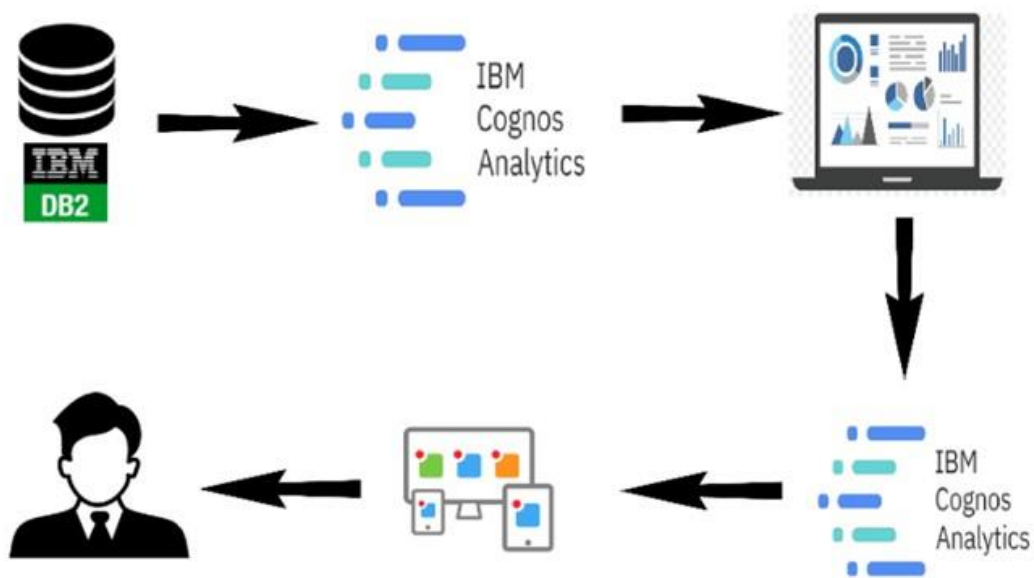 IBM
DB2
IBM
Cognos
Analytics
IBM
Cognos
Analytics